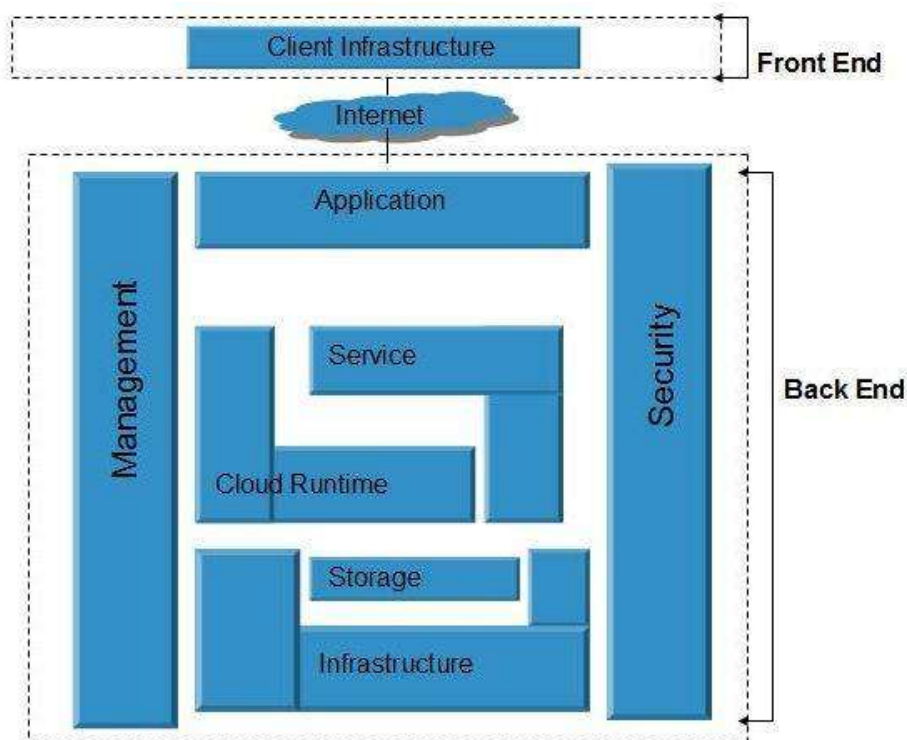 Client Infrastructure
Front End
Internet
Application
Management
Service
Security
Back End
Cloud Runtime
Storage
Infrastructure